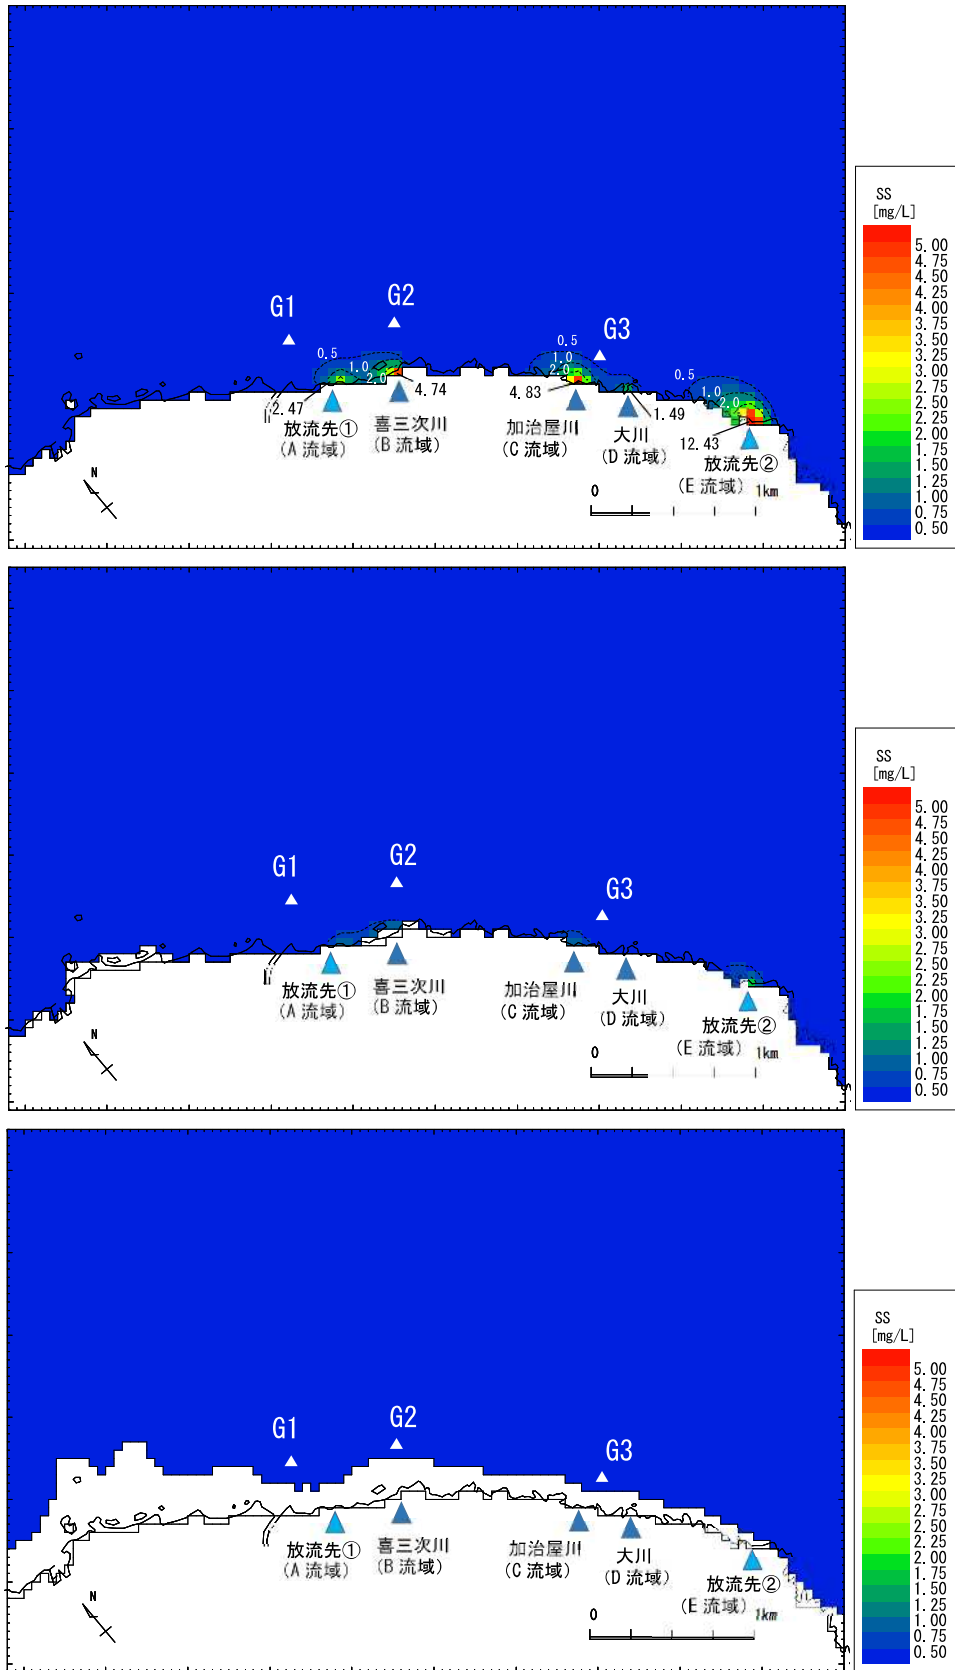 G1
G2
G3
0.5
1.0
2.0
0.5
1.0
2.0
0.5
1.0
2.0
2.47
4.74
4.83
1.49
12.43
放流先①
(A 流域)
喜三次川
(B 流域)
加治屋川
(C 流域)
大川
(D 流域)
放流先②
(E 流域)
N
0
1km
SS
[mg/L]
5.00
4.75
4.50
4.25
4.00
3.75
3.50
3.25
3.00
2.75
2.50
2.25
2.00
1.75
1.50
1.25
1.00
0.75
0.50
G1
G2
G3
放流先①
(A 流域)
喜三次川
(B 流域)
加治屋川
(C 流域)
大川
(D 流域)
放流先②
(E 流域)
N
0
1km
SS
[mg/L]
5.00
4.75
4.50
4.25
4.00
3.75
3.50
3.25
3.00
2.75
2.50
2.25
2.00
1.75
1.50
1.25
1.00
0.75
0.50
G1
G2
G3
放流先①
(A 流域)
喜三次川
(B 流域)
加治屋川
(C 流域)
大川
(D 流域)
放流先②
(E 流域)
N
0
1km
SS
[mg/L]
5.00
4.75
4.50
4.25
4.00
3.75
3.50
3.25
3.00
2.75
2.50
2.25
2.00
1.75
1.50
1.25
1.00
0.75
0.50